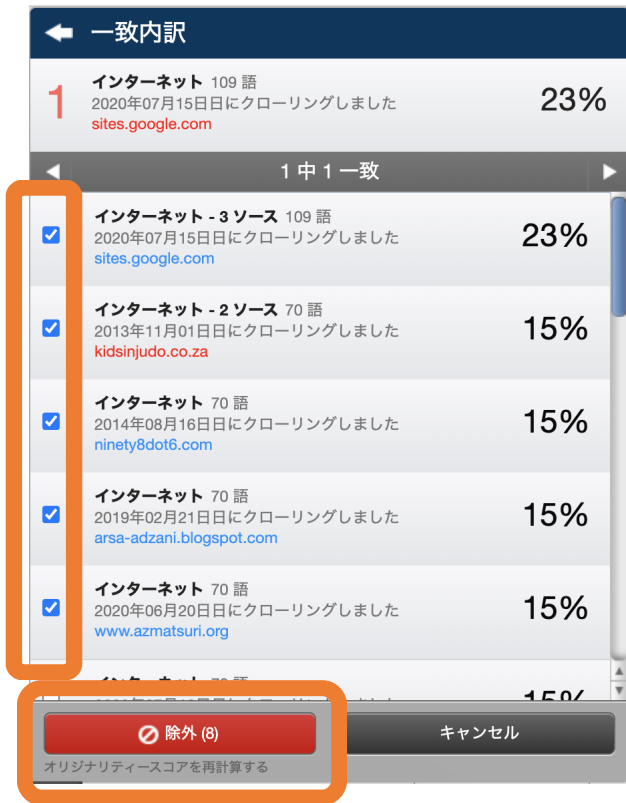 一致内訳
1
インターネット 109 語
2020年07月15日日にクローリングしました
sites.google.com
23%
1 中 1 一致
インターネット - 3 ソース 109 語
2020年07月15日日にクローリングしました
sites.google.com
23%
インターネット - 2 ソース 70 語
2013年11月01日日にクローリングしました
kidsinjudo.co.za
15%
インターネット 70 語
2014年08月16日日にクローリングしました
ninety8dot6.com
15%
インターネット 70 語
2019年02月21日日にクローリングしました
arsa-adzani.blogspot.com
15%
インターネット 70 語
2020年06月20日日にクローリングしました
www.azmatsuri.org
15%
インターネット 70 語
15%
除外 (8)
キャンセル
オリジナリティースコアを再計算する